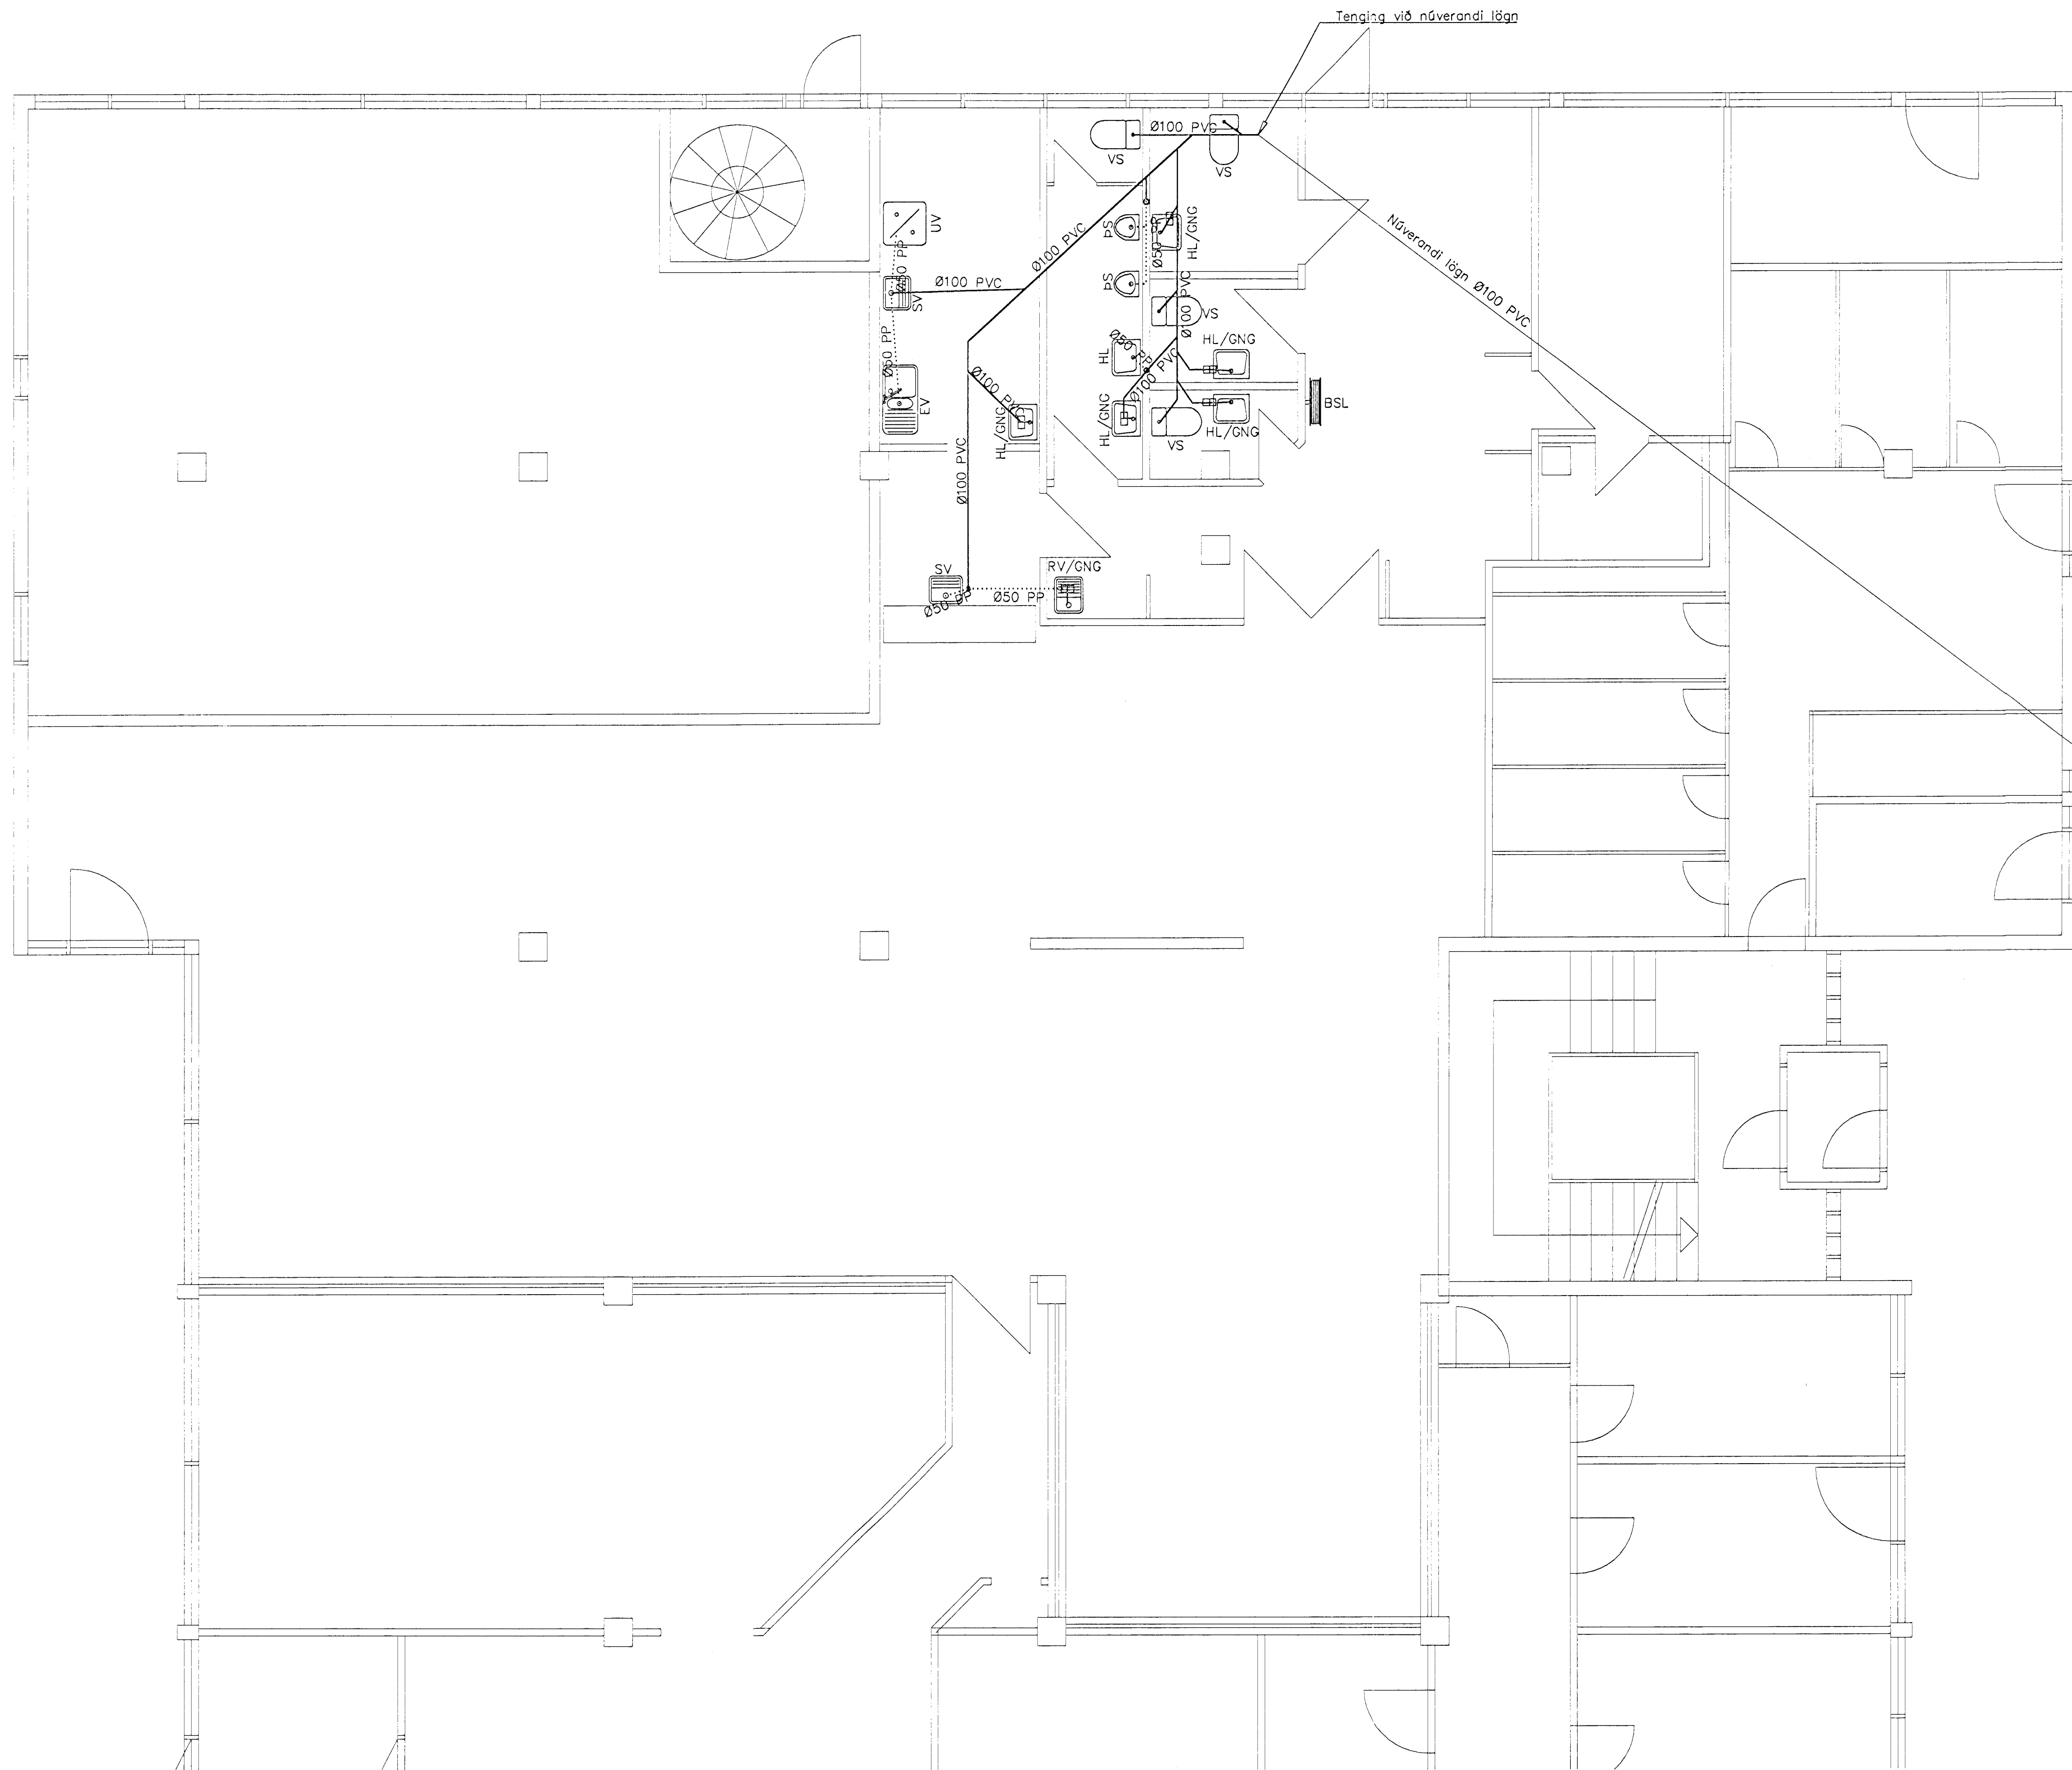 Tenging við núverandi lögn
Ø100 PVC
VS
VS
UV
Ø50 PP
SV
Ø100 PVC
Ø100 PVC
ÞS
ÞS
HL/GNG
Ø100 PVC
VS
Núverandi lögn Ø100 PVC
Ø50 PP
EV
Ø100 PVC
HL/GNG
HL
Ø50 PP
Ø100 PVC
HL/GNG
HL/GNG
HL/GNG
VS
BSL
Ø100 PVC
SV
Ø50 PP
Ø50 PP
RV/GNG